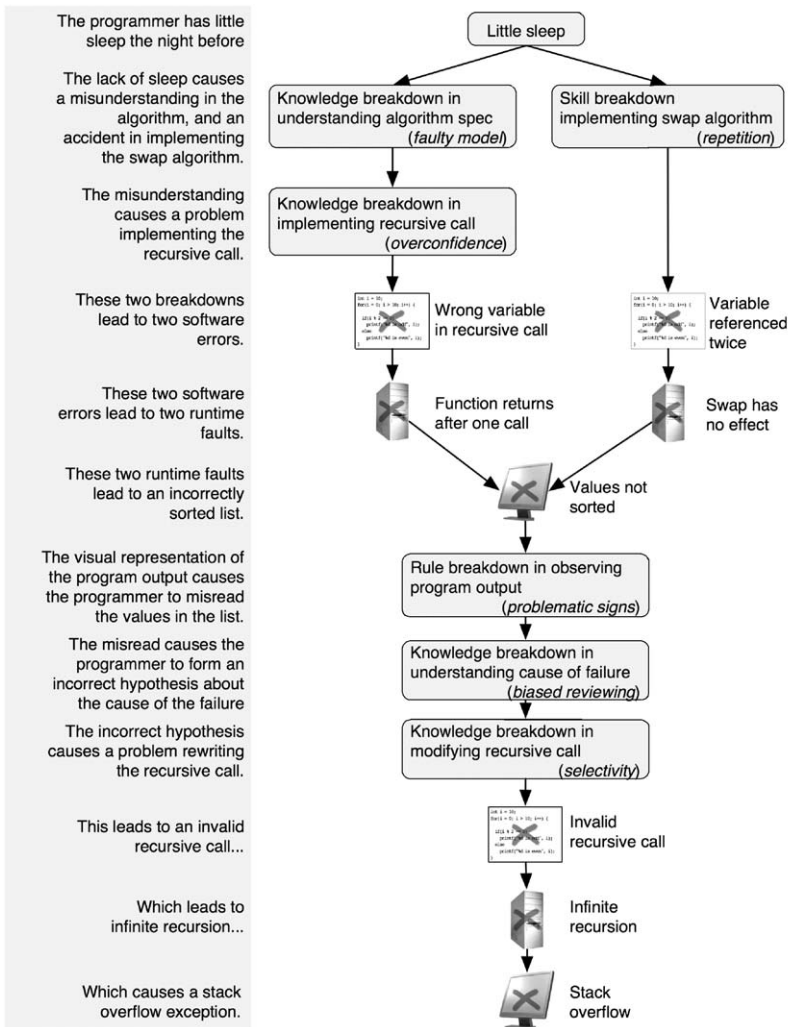 The programmer has little
sleep the night before
Little sleep
The lack of sleep causes
a misunderstanding in the
algorithm, and an
accident in implementing
the swap algorithm.
Knowledge breakdown in
understanding algorithm spec
(faulty model)
Skill breakdown
implementing swap algorithm
(repetition)
The misunderstanding
causes a problem
implementing the
recursive call.
Knowledge breakdown in
implementing recursive call
(overconfidence)
These two breakdowns
lead to two software
errors.
Wrong variable
in recursive call
Variable
referenced
twice
These two software
errors lead to two runtime
faults.
Function returns
after one call
Swap has
no effect
These two runtime faults
lead to an incorrectly
sorted list.
Values not
sorted
The visual representation of
the program output causes
the programmer to misread
the values in the list.
Rule breakdown in observing
program output
(problematic signs)
The misread causes the
programmer to form an
incorrect hypothesis about
the cause of the failure
Knowledge breakdown in
understanding cause of failure
(biased reviewing)
The incorrect hypothesis
causes a problem rewriting
the recursive call.
Knowledge breakdown in
modifying recursive call
(selectivity)
This leads to an invalid
recursive call...
Invalid
recursive call
Which leads to
infinite recursion...
Infinite
recursion
Which causes a stack
overflow exception.
Stack
overflow